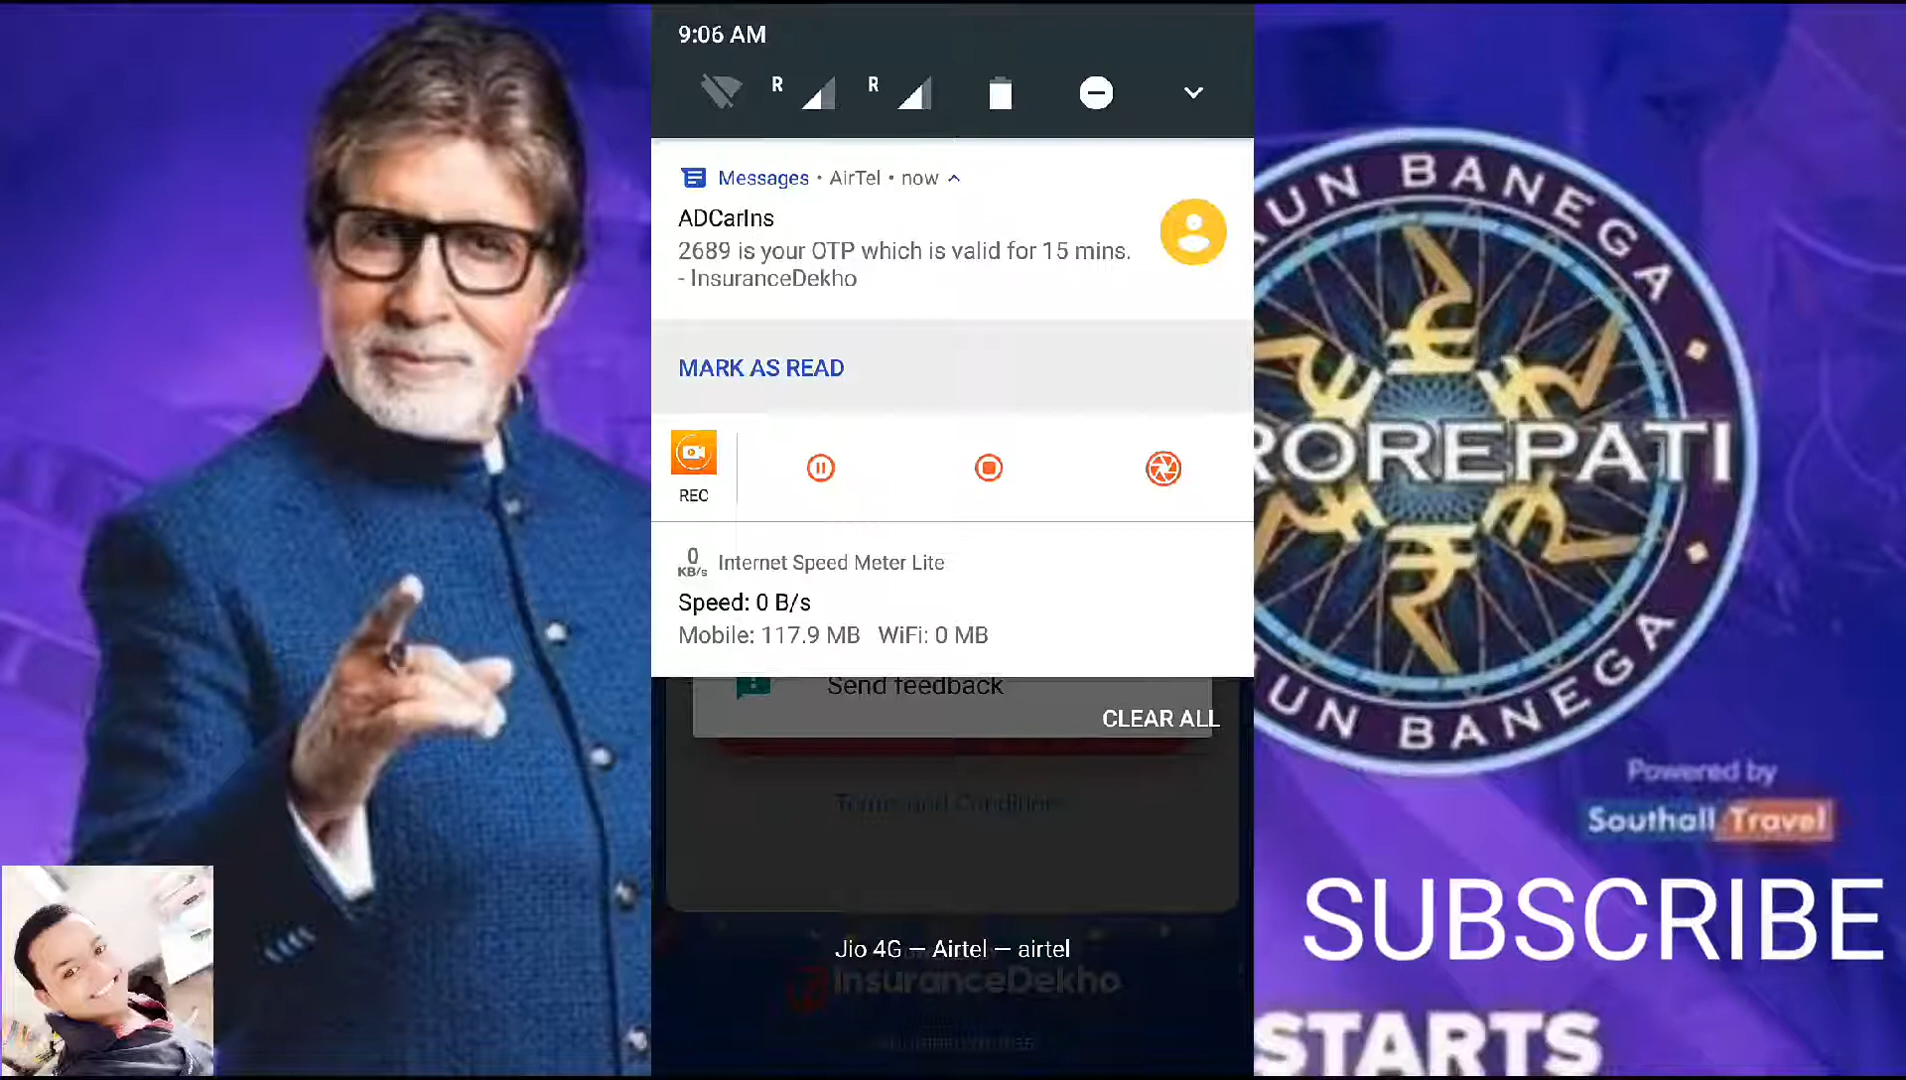 9:06 AM
R R
Messages • AirTel • now
ADCarIns
2689 is your OTP which is valid for 15 mins.
- InsuranceDekho
MARK AS READ
REC
0
KB/s
Internet Speed Meter Lite
Speed: 0 B/s
Mobile: 117.9 MB WiFi: 0 MB
Send feedback
CLEAR ALL
Terms and Conditions
Jio 4G — Airtel — airtel
InsuranceDekho
UN BANEGA
ROREPATI
UN BANEGA
Powered by
Southall Travel
SUBSCRIBE
STARTS